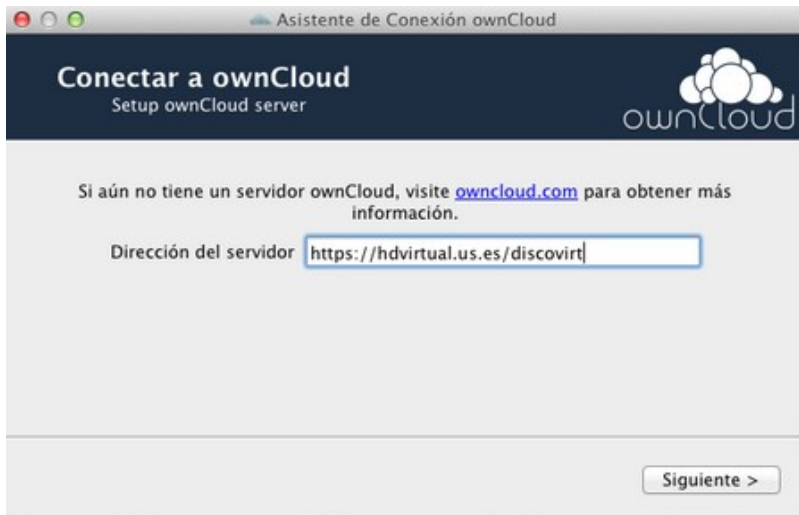 Asistente de Conexión ownCloud
Conectar a ownCloud
Setup ownCloud server
ownCloud
Si aún no tiene un servidor ownCloud, visite owncloud.com para obtener más
información.
Dirección del servidor https://hdvirtual.us.es/discovirt
Siguiente >